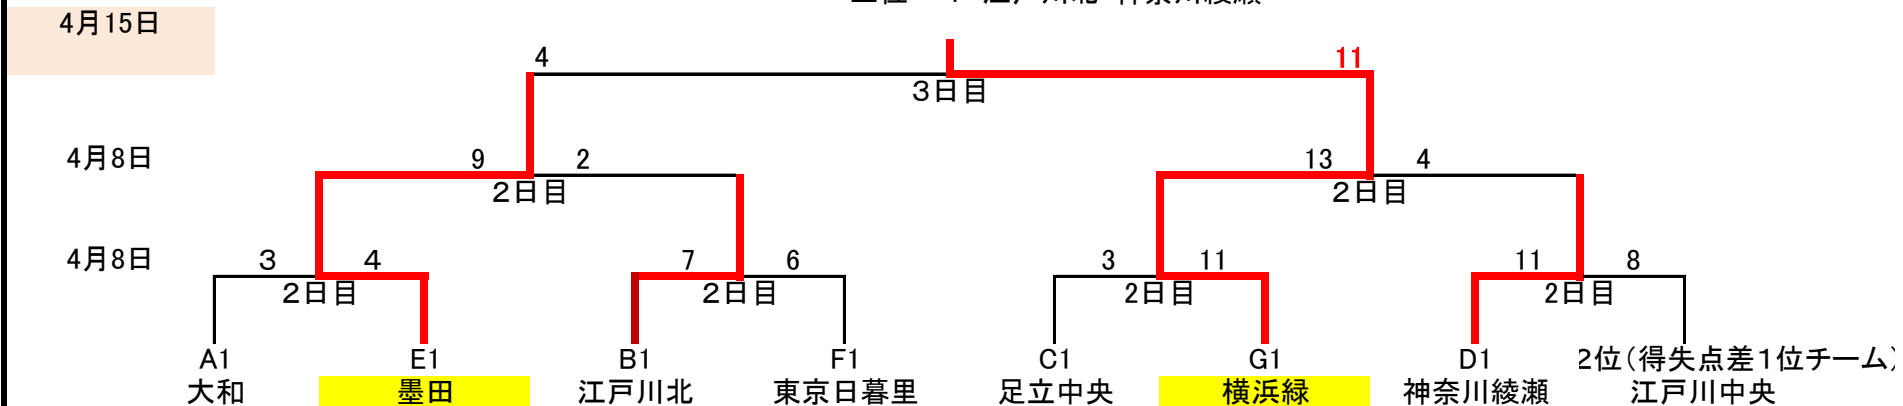 4月15日
4 11
3日目
4月8日 9 2 13 4
2日目 2日目
4月8日 3 4 7 6 3 11 11 8
2日目 2日目 2日目 2日目
A1 E1 B1 F1 C1 G1 D1 2位(得失点差1位チーム)
大和 墨田 江戸川北 東京日暮里 足立中央 横浜緑 神奈川綾瀬 江戸川中央